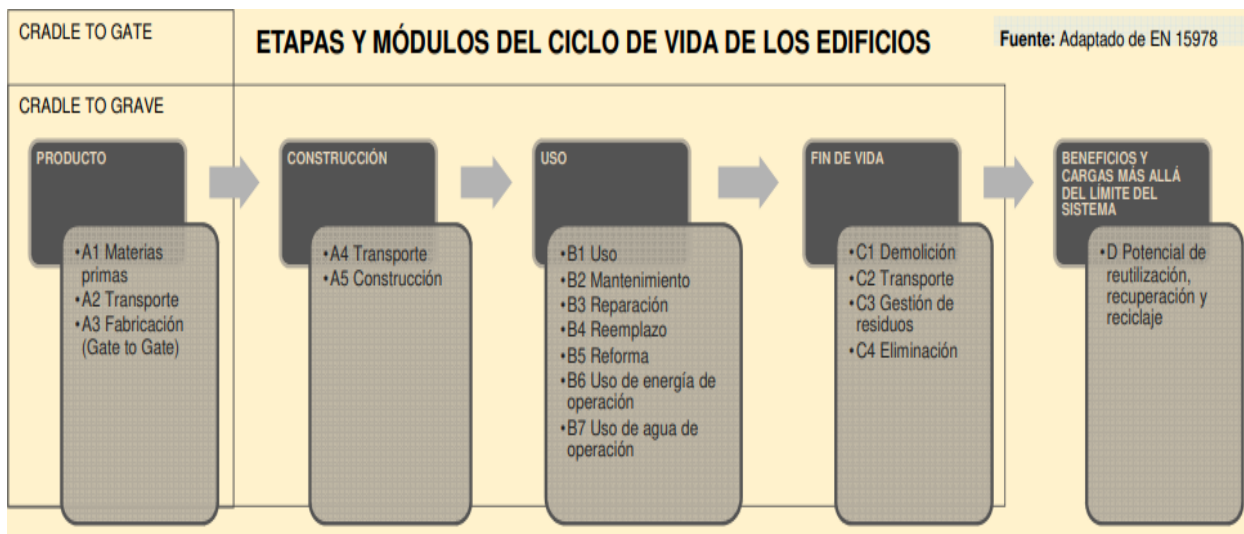 CRADLE TO GATE
ETAPAS Y MÓDULOS DEL CICLO DE VIDA DE LOS EDIFICIOS
Fuente: Adaptado de EN 15978
CRADLE TO GRAVE
PRODUCTO
•A1 Materias
primas
•A2 Transporte
•A3 Fabricación
(Gate to Gate)
CONSTRUCCIÓN
•A4 Transporte
•A5 Construcción
USO
•B1 Uso
•B2 Mantenimiento
•B3 Reparación
•B4 Reemplazo
•B5 Reforma
•B6 Uso de energía de
operación
•B7 Uso de agua de
operación
FIN DE VIDA
•C1 Demolición
•C2 Transporte
•C3 Gestión de
residuos
•C4 Eliminación
BENEFICIOS Y
CARGAS MÁS ALLÁ
DEL LÍMITE DEL
SISTEMA
•D Potencial de
reutilización,
recuperación y
reciclaje